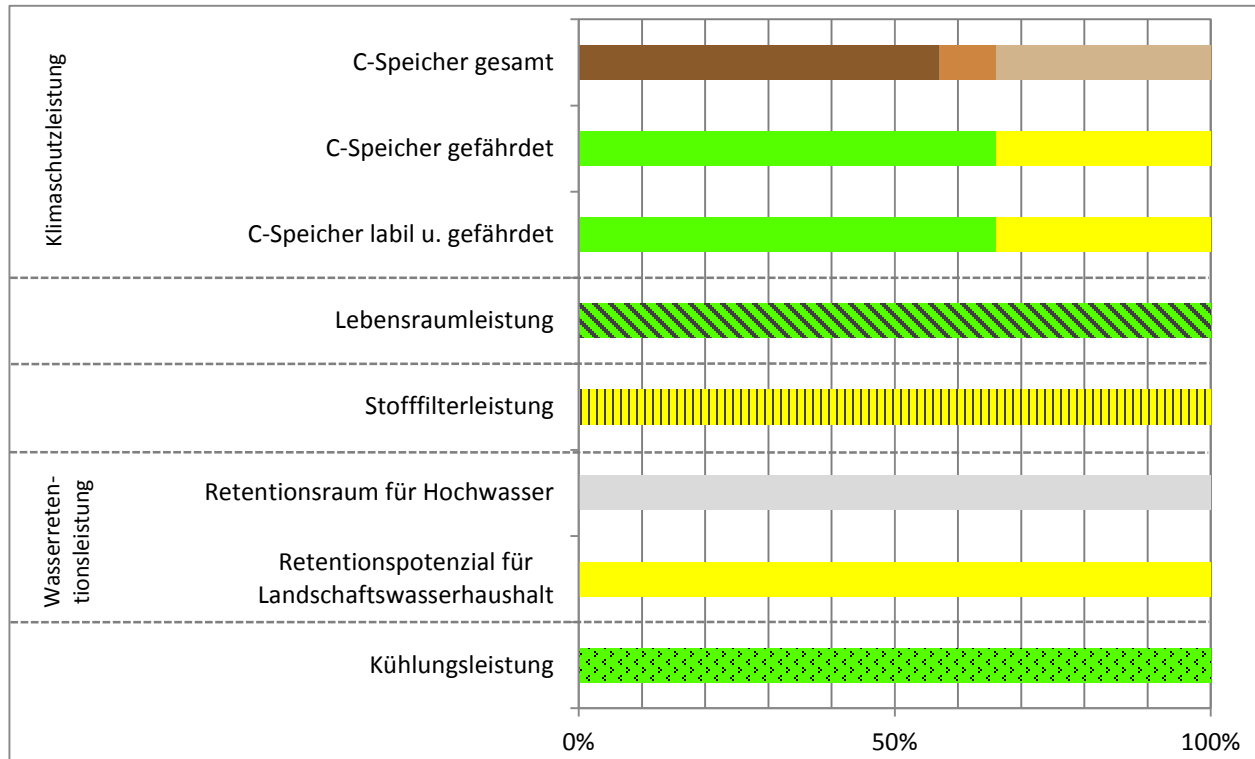 Klimaschutzleistung
C-Speicher gesamt
C-Speicher gefährdet
C-Speicher labil u. gefährdet
Lebensraumleistung
Stofffilterleistung
Wasserreten-
tionsleistung
Retentionsraum für Hochwasser
Retentionspotenzial für
Landschaftswasserhaushalt
Kühlungsleistung
0%
50%
100%